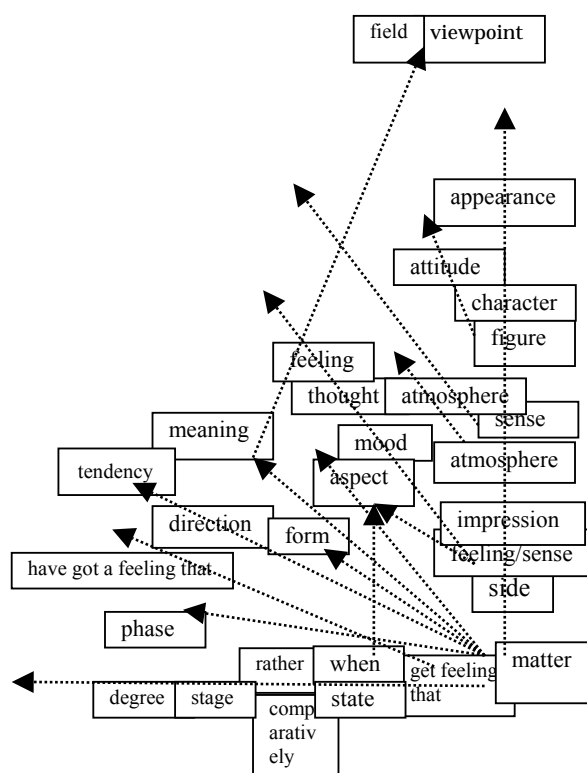 field viewpoint
appearance
attitude
character
figure
feeling
thought atmosphere
sense
meaning
mood
tendency
aspect
atmosphere
impression
direction
form
feeling/sense
have got a feeling that
side
phase
rather when get feeling that matter
degree stage state
comp
arativ
ely